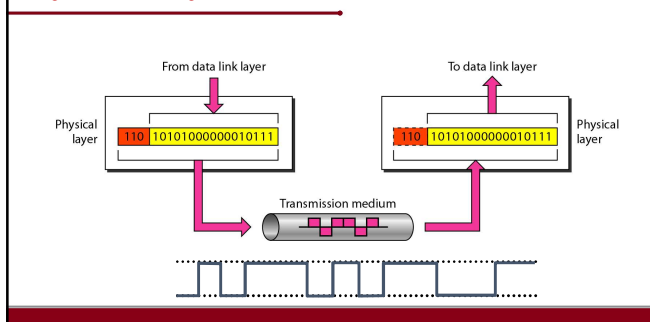 From data link layer
To data link layer
Physical layer
110 10101000000010111
110 10101000000010111
Physical layer
Transmission medium